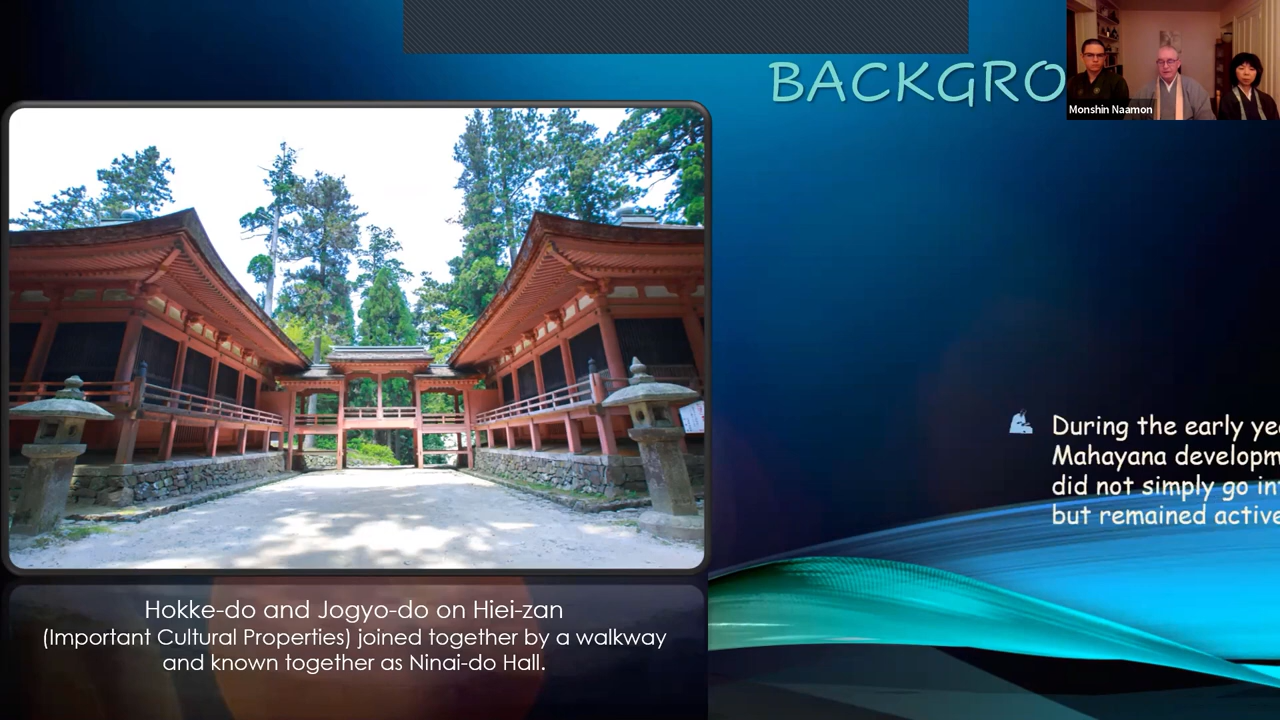 BACKGRO
Monshin Naamon
During the early ye
Mahayana developm
did not simply go in
but remained active
Hokke-do and Jogyo-do on Hiei-zan
(Important Cultural Properties) joined together by a walkway
and known together as Ninai-do Hall.